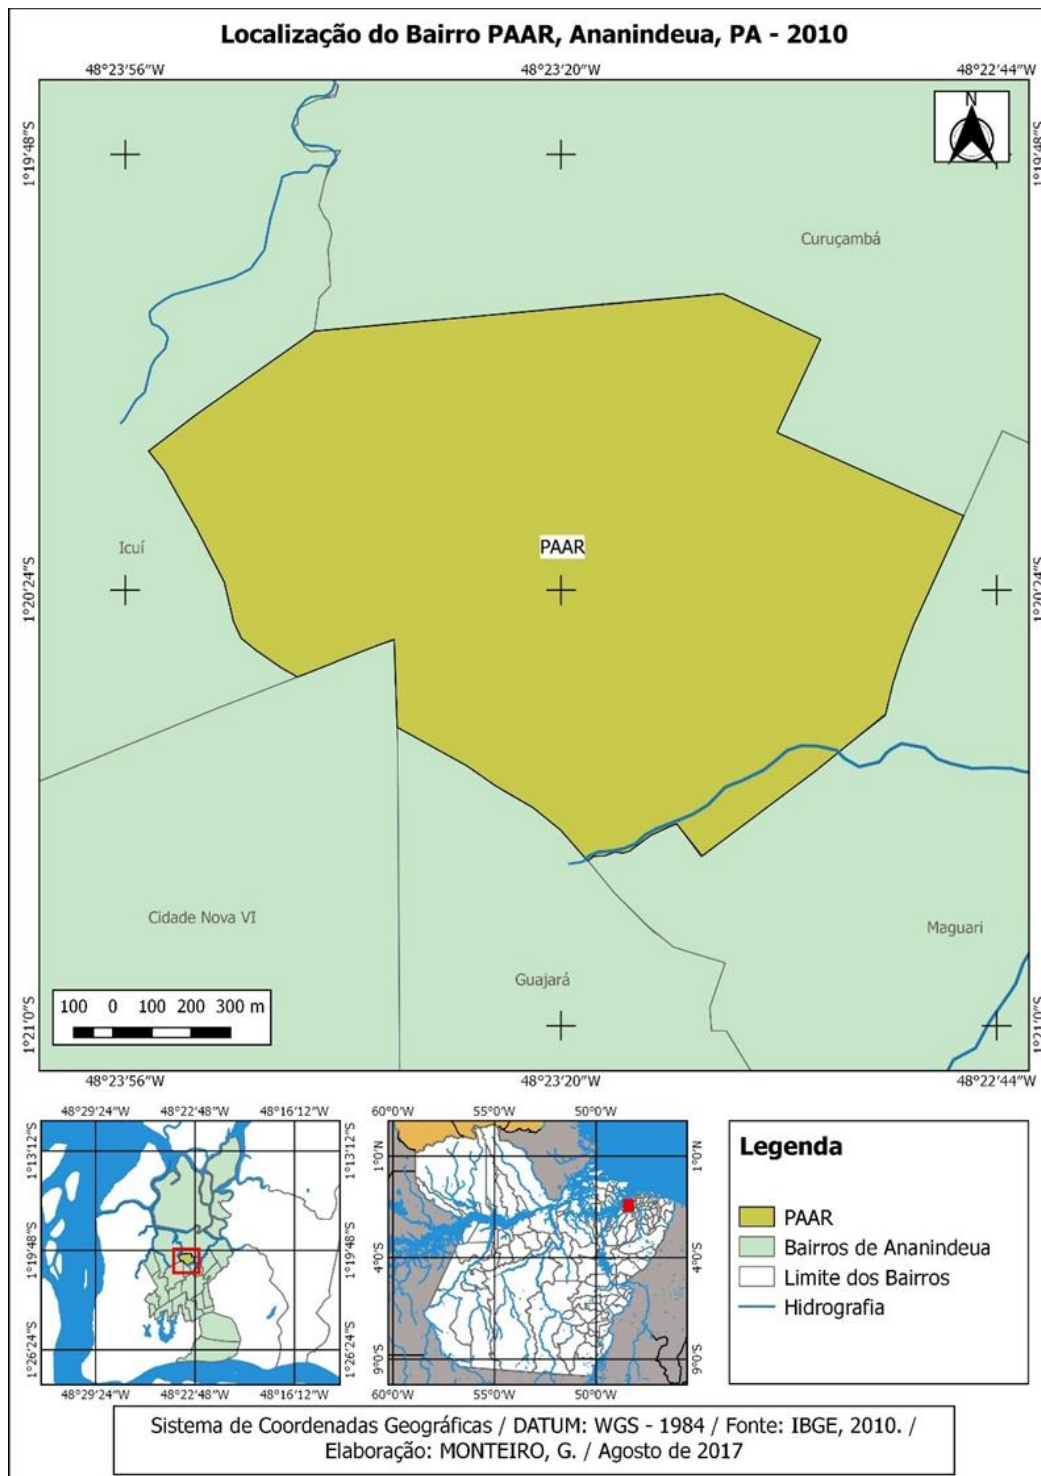 Localização do Bairro PAAR, Ananindeua, PA - 2010
48°23'56"W 48°23'20"W 48°22'44"W
N
1°19'48"S 1°19'48"S
Curuçambá
PAAR
Icuí
1°20'24"S 1°20'24"S
Cidade Nova VI
Maguari
Guajará
100 0 100 200 300 m
1°21'0"S 1°21'0"S
48°23'56"W 48°23'20"W 48°22'44"W
48°29'24"W 48°22'48"W 48°16'12"W
1°13'12"S 1°13'12"S
1°19'48"S 1°19'48"S
1°26'24"S 1°26'24"S
48°29'24"W 48°22'48"W 48°16'12"W
60°0'W 55°0'W 50°0'W
1°0'N 1°0'N
4°0'S 4°0'S
9°0'S 9°0'S
60°0'W 55°0'W 50°0'W
Legenda
PAAR
Bairros de Ananindeua
Limite dos Bairros
Hidrografia
Sistema de Coordenadas Geográficas / DATUM: WGS - 1984 / Fonte: IBGE, 2010. /
Elaboração: MONTEIRO, G. / Agosto de 2017